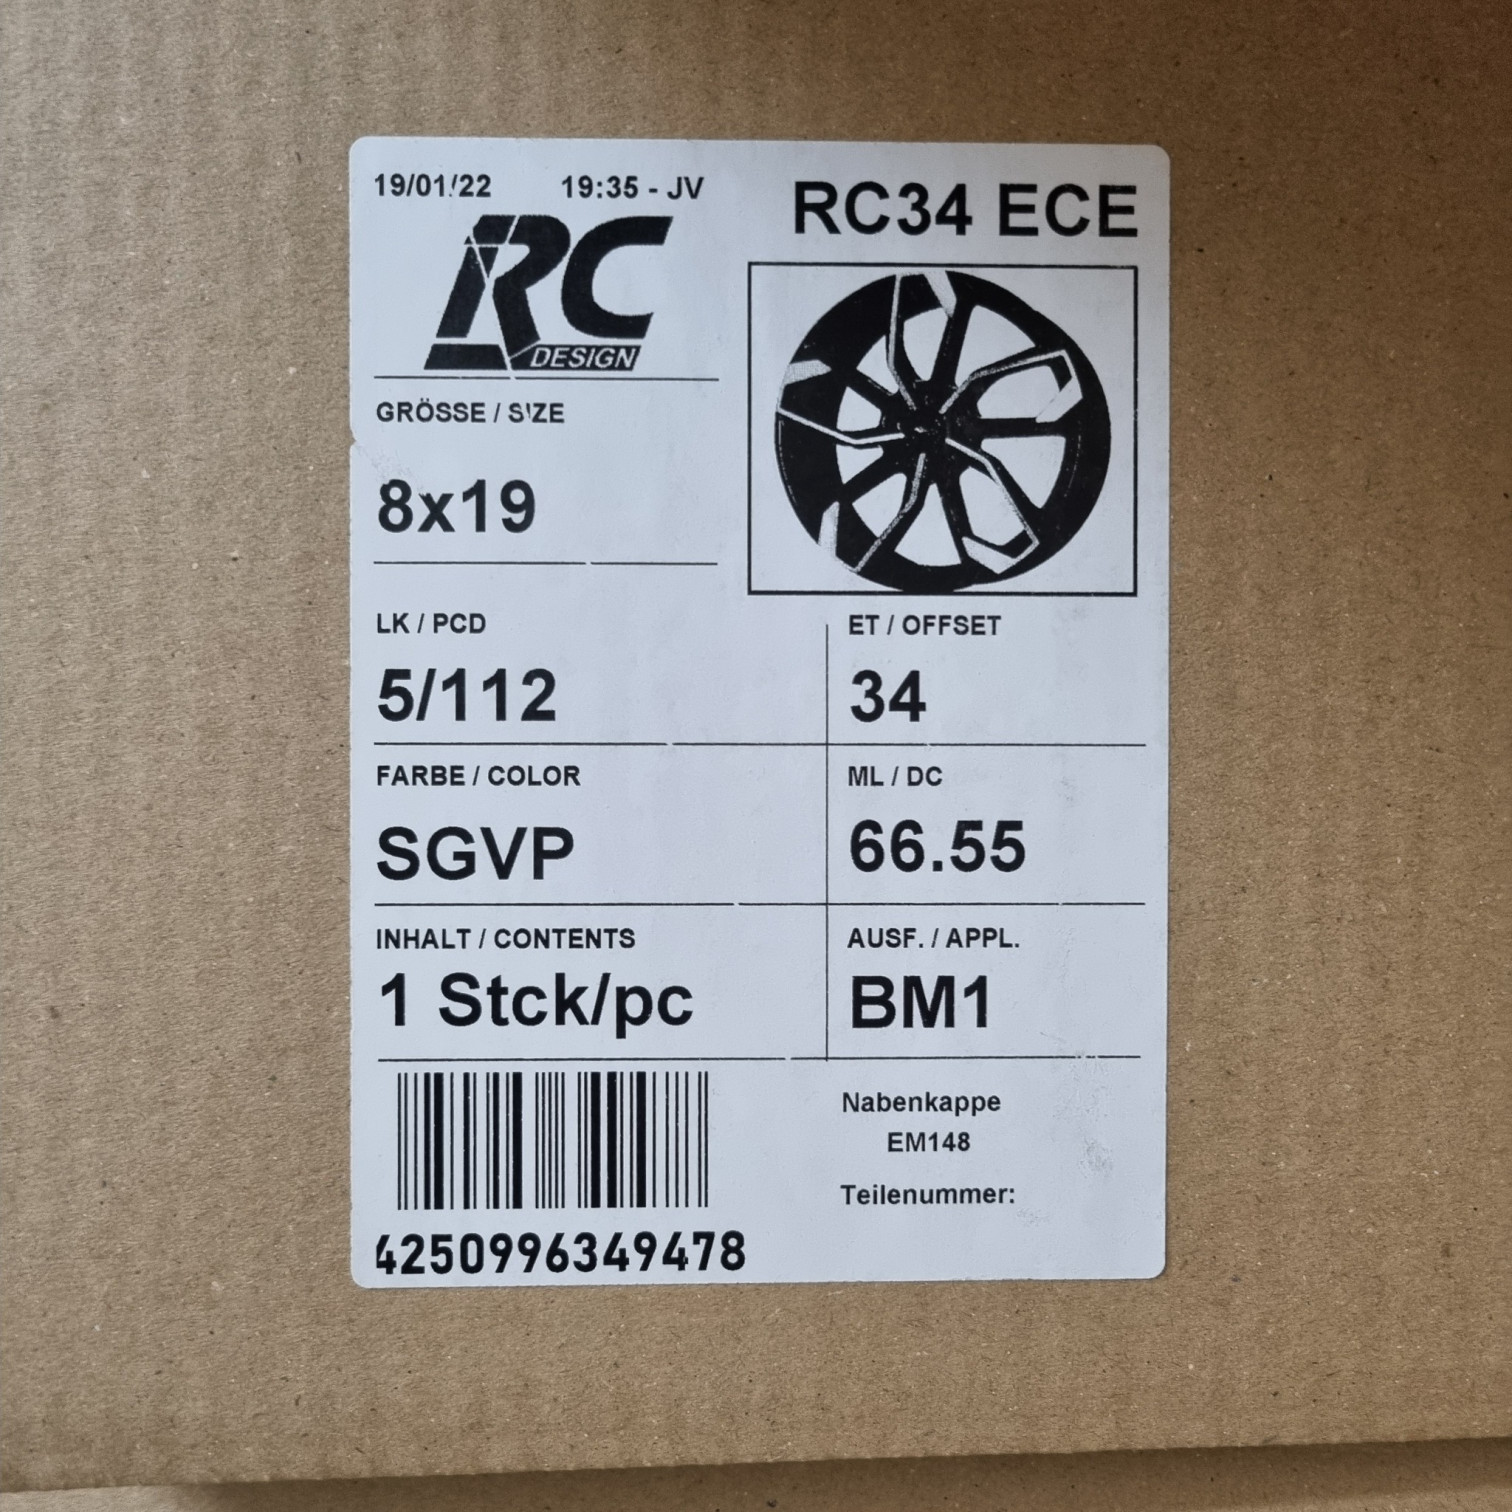 19/01/22 19:35 - JV
RC34 ECE
RC
DESIGN
GRÖSSE / SIZE
8x19
LK / PCD
5/112
ET / OFFSET
34
FARBE / COLOR
SGVP
ML / DC
66.55
INHALT / CONTENTS
1 Stck/pc
AUSF. / APPL.
BM1
Nabenkappe
EM148
Teilenummer:
4250996349478